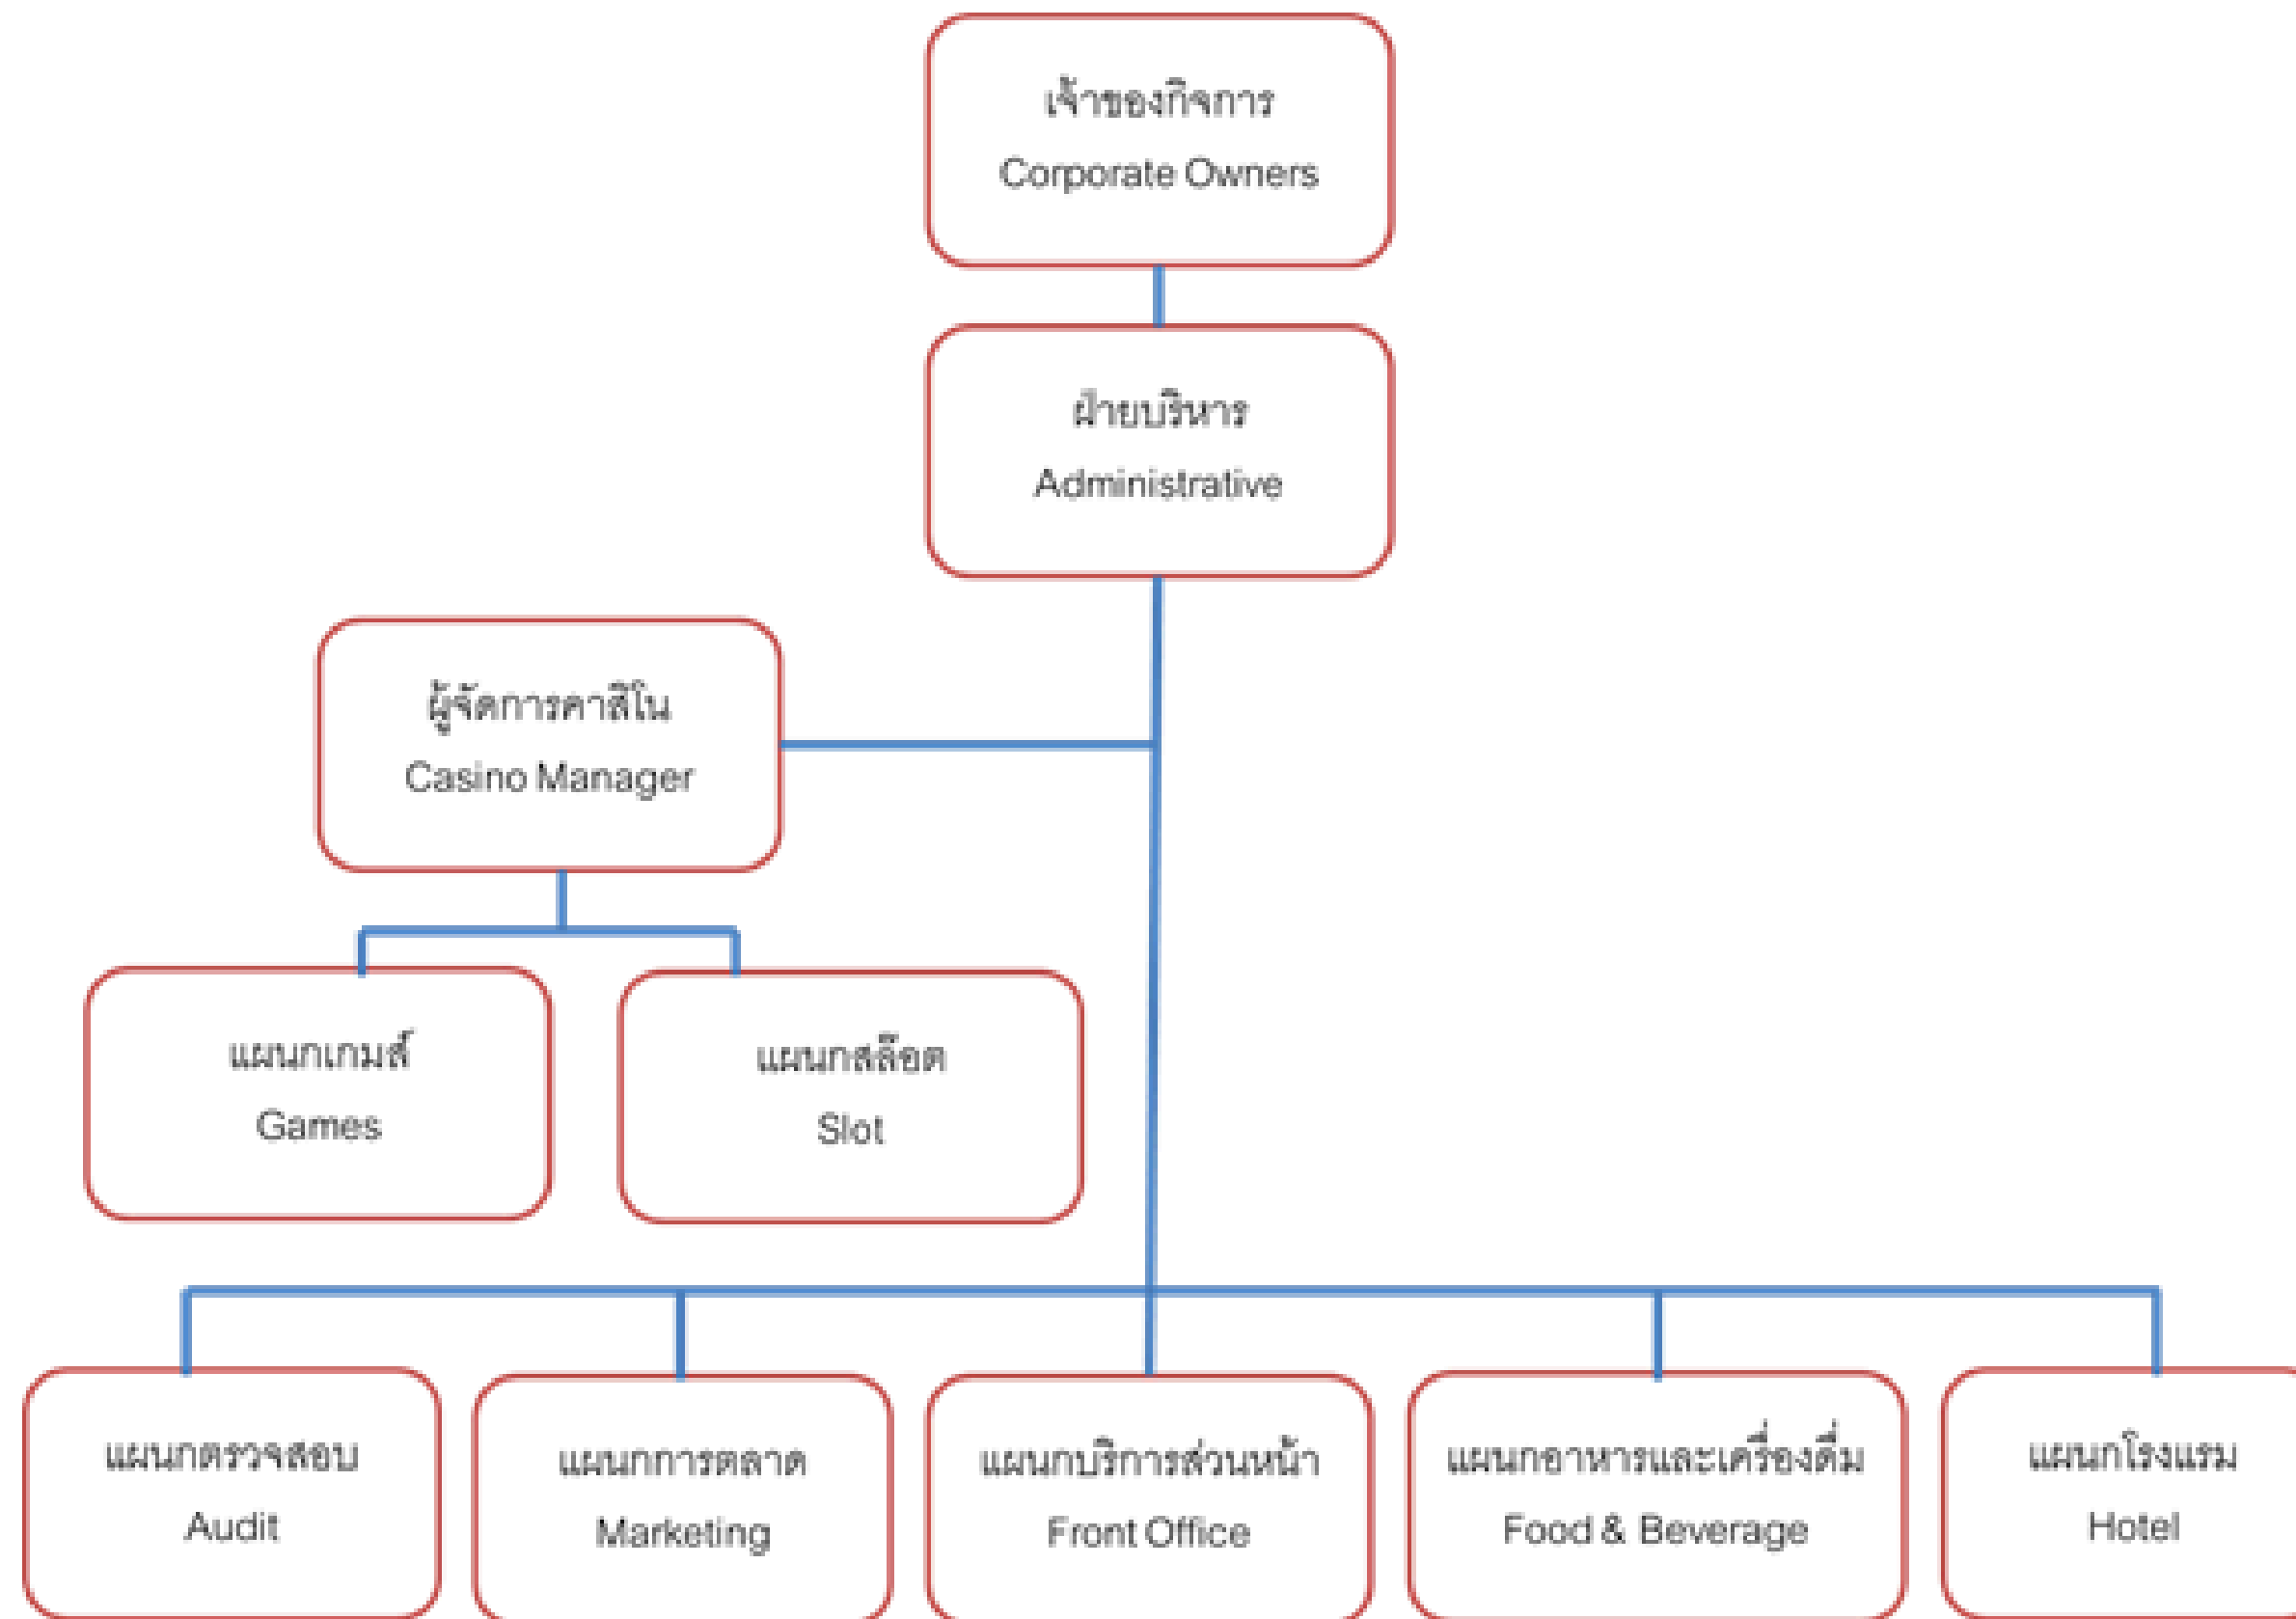 เจ้าของกิจการ
Corporate Owners
ฝ่ายบริหาร
Administrative
ผู้จัดการคาสิโน
Casino Manager
แผนกเกมส์
Games
แผนกสล๊อต
Slot
แผนกตรวจสอบ
Audit
แผนกการตลาด
Marketing
แผนกบริการส่วนหน้า
Front Office
แผนกอาหารและเครื่องดื่ม
Food & Beverage
แผนกโรงแรม
Hotel